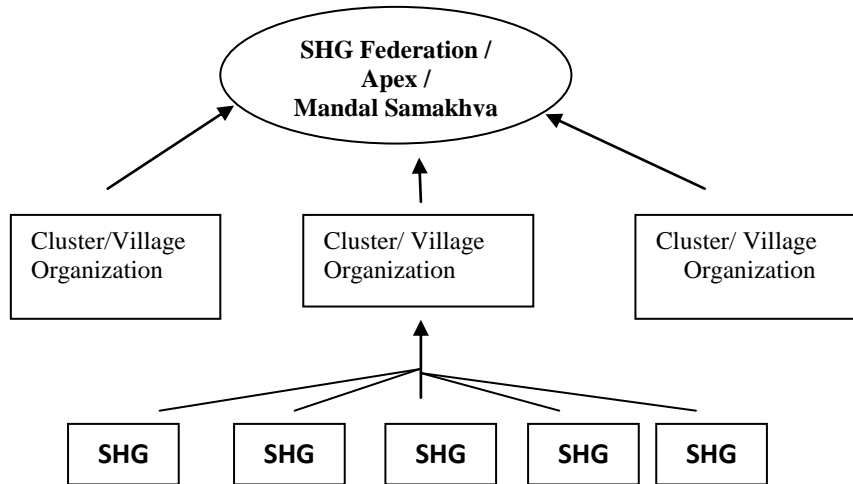 SHG Federation /
Apex /
Mandal Samakhva
Cluster/Village
Organization
Cluster/ Village
Organization
Cluster/ Village
Organization
SHG
SHG
SHG
SHG
SHG